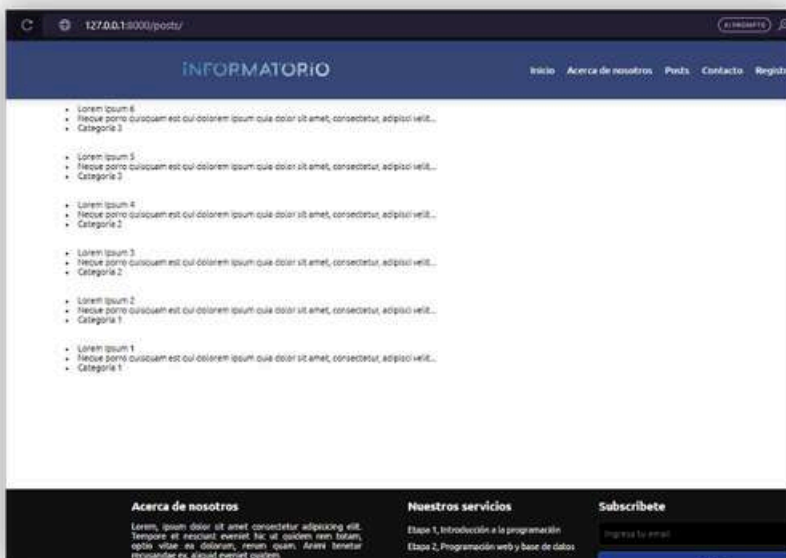 127.0.0.1:8000/posts/
AI PROMPTS
INFORMATORIO
Inicio Acerca de nosotros Posts Contacto Registr
Lorem Ipsum 6
Neque porro quisquam est qui dolorem ipsum quia dolor sit amet, consectetur, adipisci velit...
Categoria 3
Lorem Ipsum 5
Neque porro quisquam est qui dolorem ipsum quia dolor sit amet, consectetur, adipisci velit...
Categoria 3
Lorem Ipsum 4
Neque porro quisquam est qui dolorem ipsum quia dolor sit amet, consectetur, adipisci velit...
Categoria 2
Lorem Ipsum 3
Neque porro quisquam est qui dolorem ipsum quia dolor sit amet, consectetur, adipisci velit...
Categoria 2
Lorem Ipsum 2
Neque porro quisquam est qui dolorem ipsum quia dolor sit amet, consectetur, adipisci velit...
Categoria 1
Lorem Ipsum 1
Neque porro quisquam est qui dolorem ipsum quia dolor sit amet, consectetur, adipisci velit...
Categoria 1
Acerca de nosotros
Lorem, ipsum dolor sit amet consectetur adipisicing elit.
Tempore et nesciunt eveniet hic ut quidem rem totam,
optio vitae ea dolorum, rerum quam. Animi tenetur
recusandae ex, aliquid eveniet quidem.
Nuestros servicios
Etapa 1, Introducción a la programación
Etapa 2, Programación web y base de datos
Subscribete
Ingresa tu email